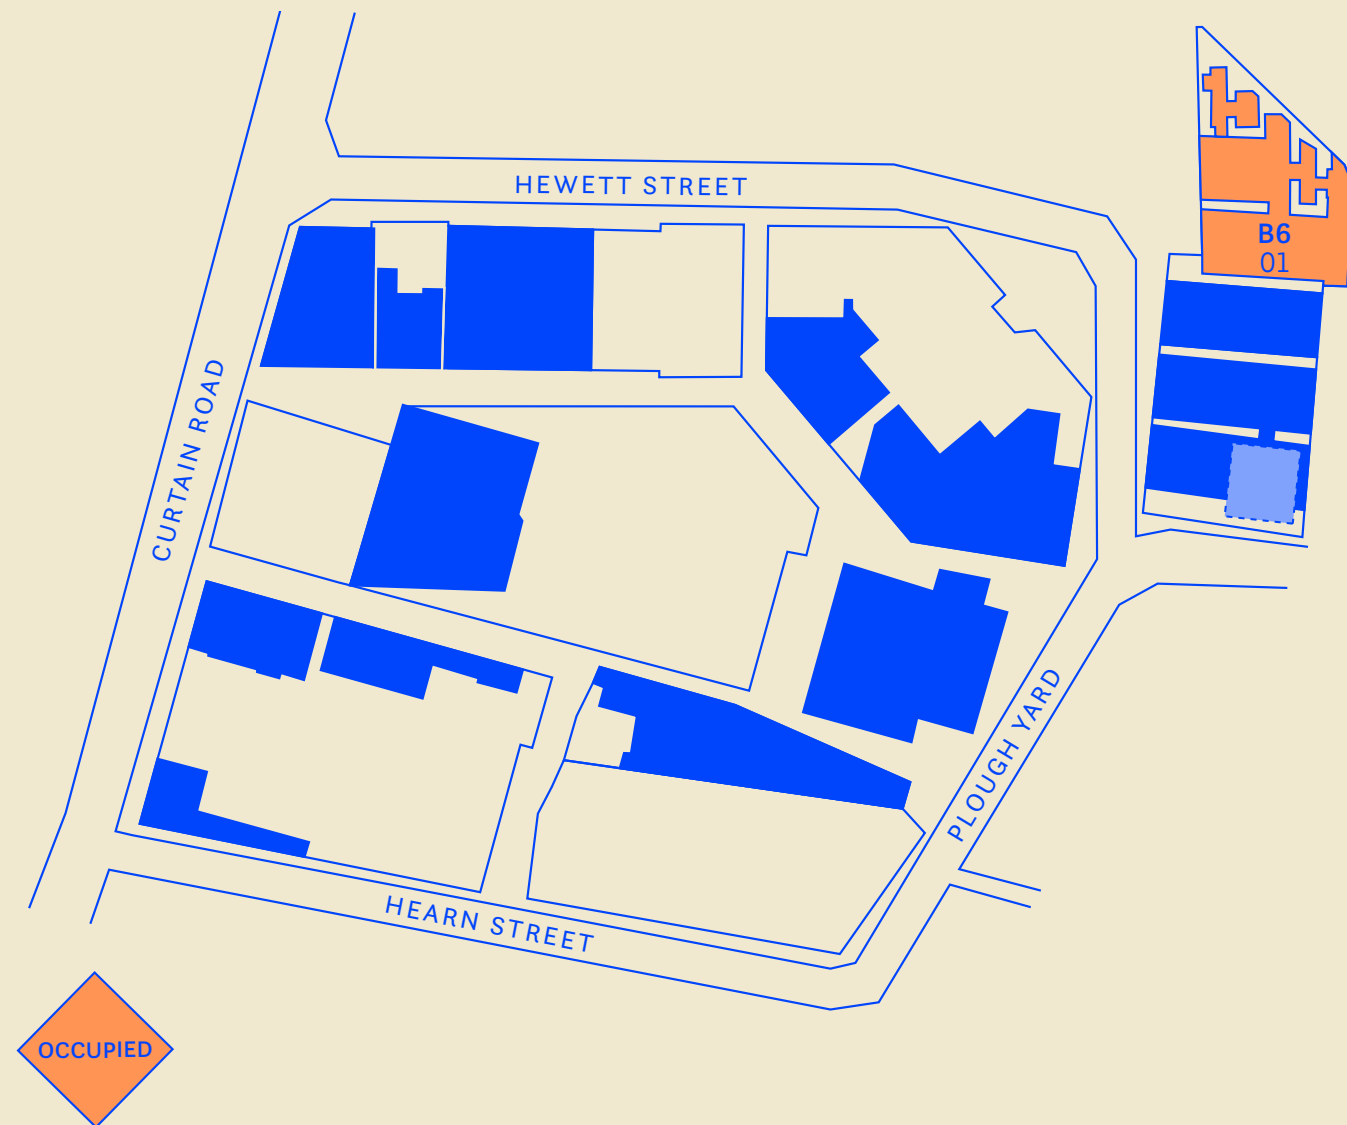 HEWETT STREET
B6
01
CURTAIN ROAD
PLOUGH YARD
HEARN STREET
OCCUPIED